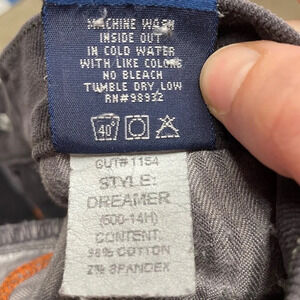 MACHINE WASH
INSIDE OUT
IN COLD WATER
WITH LIKE COLORS
NO BLEACH
TUMBLE DRY LOW
RN#98932
40°
CUT# 1154
STYLE:
DREAMER
(600-14H)
CONTENT:
98% COTTON
2% SPANDEX